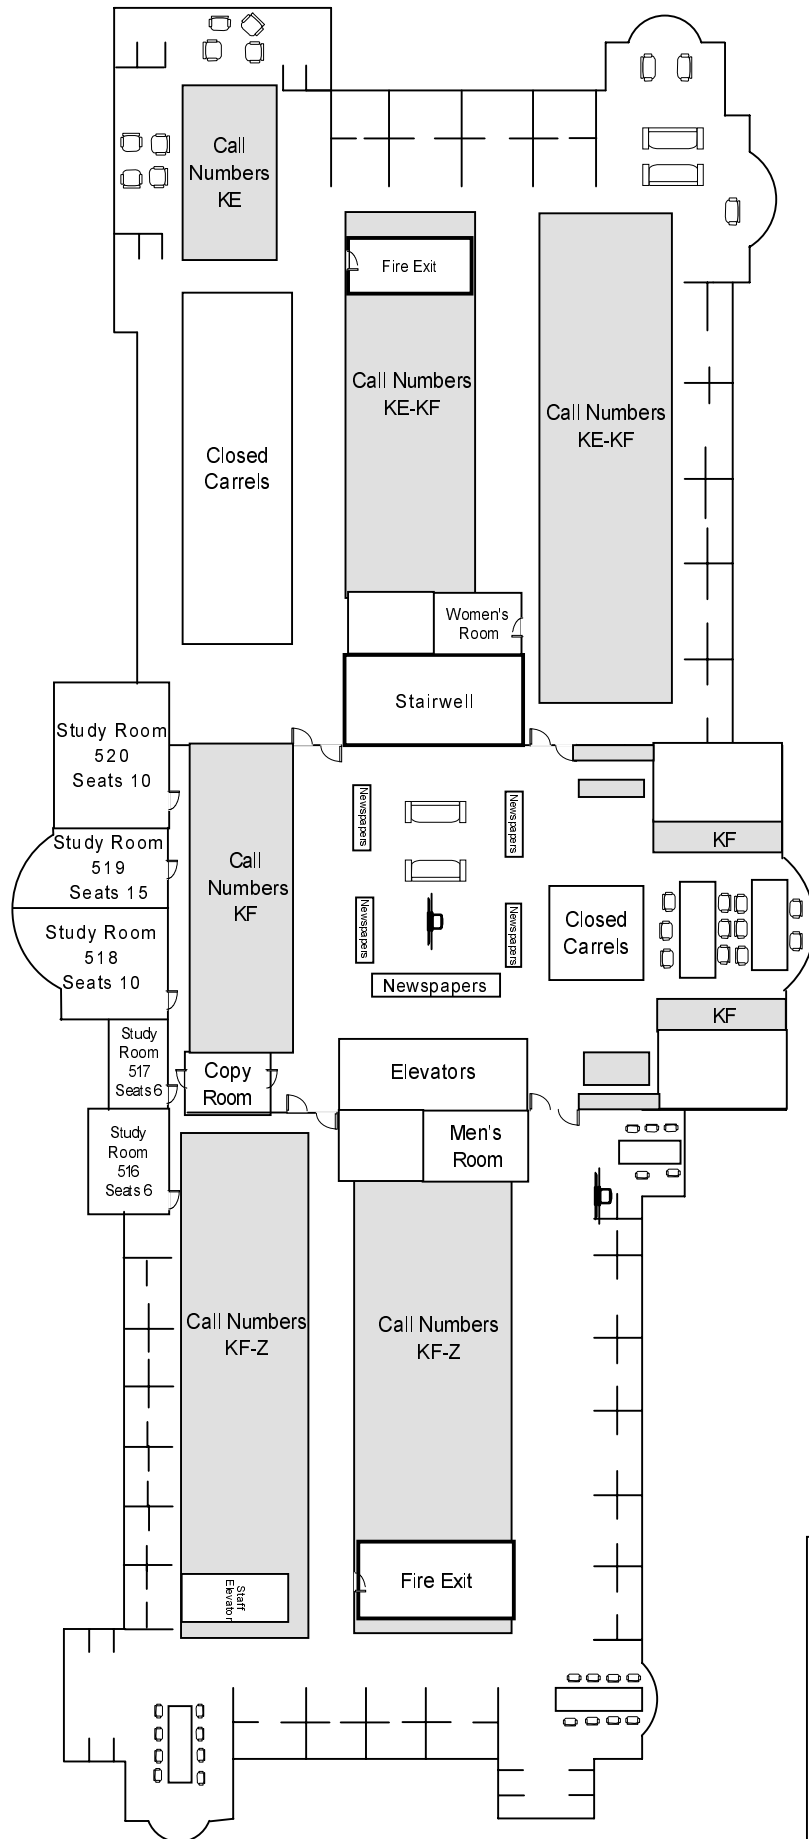 Call
Numbers
KE
Fire Exit
Call Numbers
KE-KF
Call Numbers
KE-KF
Closed
Carrels
Women's
Room
Stairwell
Study Room
520
Seats 10
Study Room
519
Seats 15
Study Room
518
Seats 10
Study
Room
517
Seats 6
Study
Room
516
Seats 6
Call
Numbers
KF
Newspapers
Newspapers
Newspapers
Newspapers
Newspapers
KF
Closed
Carrels
KF
Copy
Room
Elevators
Men's
Room
Call Numbers
KF-Z
Call Numbers
KF-Z
Staff
Elevator
Fire Exit